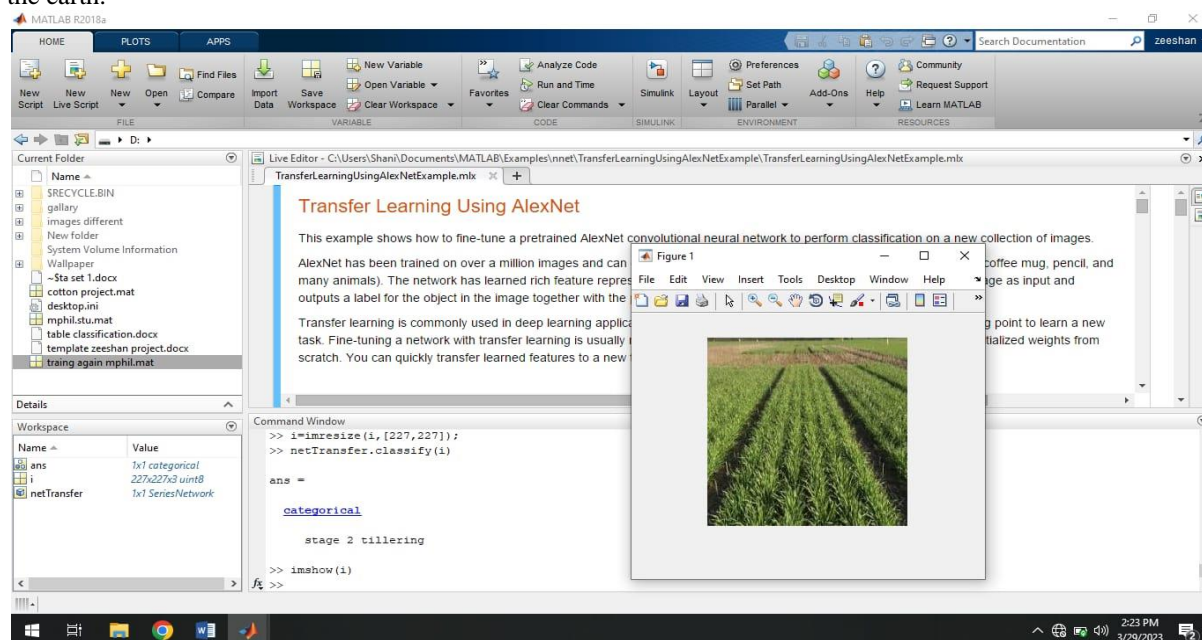 the earth.
MATLAB R2018a
HOME PLOTS APPS
Search Documentation
zeeshan
New Script
New Live Script
New
Open
Find Files
Compare
FILE
Import Data
Save Workspace
New Variable
Open Variable
Clear Workspace
VARIABLE
Favorites
Analyze Code
Run and Time
Clear Commands
CODE
Simulink
SIMULINK
Layout
Preferences
Set Path
Parallel
Add-Ons
ENVIRONMENT
Help
Community
Request Support
Learn MATLAB
RESOURCES
D:
Current Folder
Name
$RECYCLE.BIN
gallary
images different
New folder
System Volume Information
Wallpaper
~$ta set 1.docx
cotton project.mat
desktop.ini
mphil.stu.mat
table classification.docx
template zeeshan project.docx
traing again mphil.mat
Details
Workspace
Name Value
ans 1x1 categorical
i 227x227x3 uint8
netTransfer 1x1 SeriesNetwork
Live Editor - C:\Users\Shani\Documents\MATLAB\Examples\nnet\TransferLearningUsingAlexNetExample\TransferLearningUsingAlexNetExample.mlx
TransferLearningUsingAlexNetExample.mlx
Transfer Learning Using AlexNet
This example shows how to fine-tune a pretrained AlexNet convolutional neural network to perform classification on a new collection of images.
AlexNet has been trained on over a million images and can coffee mug, pencil, and
many animals). The network has learned rich feature repres ge as input and
outputs a label for the object in the image together with the
Transfer learning is commonly used in deep learning applica g point to learn a new
task. Fine-tuning a network with transfer learning is usually tialized weights from
scratch. You can quickly transfer learned features to a new
Figure 1
File Edit View Insert Tools Desktop Window Help
Command Window
>> i=imresize(i,[227,227]);
>> netTransfer.classify(i)
ans =
categorical
stage 2 tillering
>> imshow(i)
fx >>
2:23 PM
3/29/2023